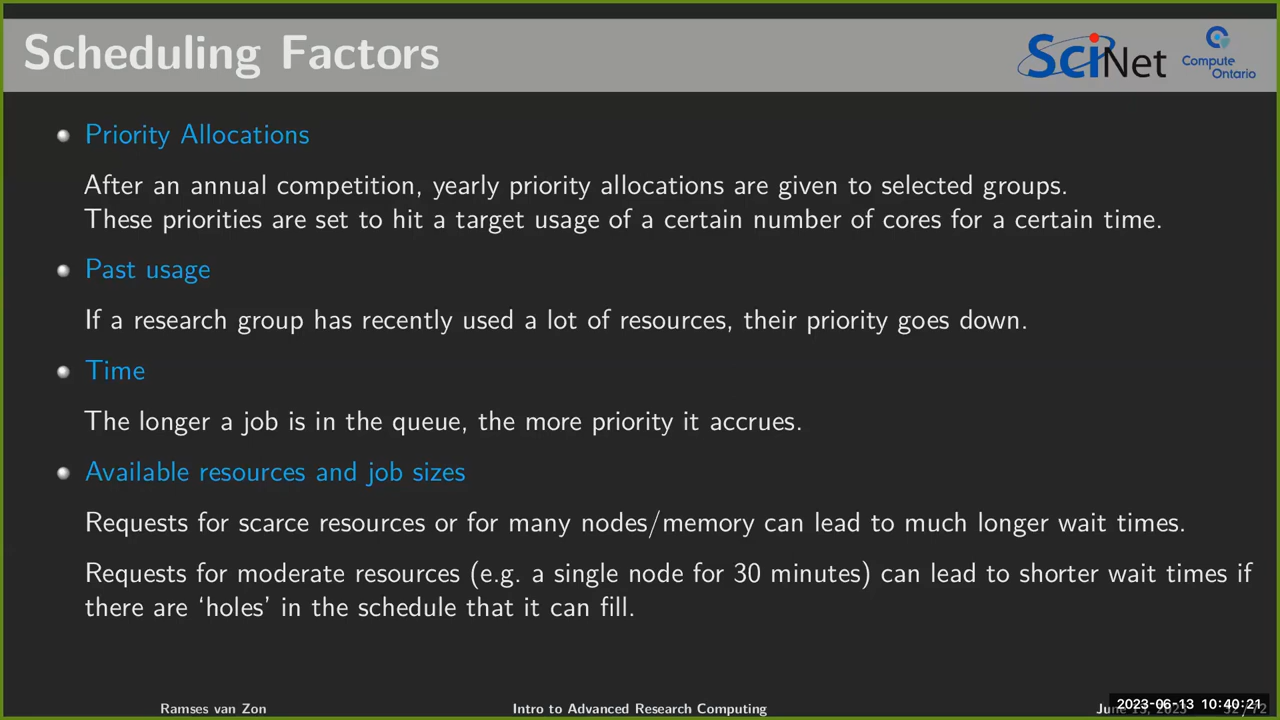 Scheduling Factors
SciNet
Compute
Ontario
Priority Allocations
After an annual competition, yearly priority allocations are given to selected groups.
These priorities are set to hit a target usage of a certain number of cores for a certain time.
Past usage
If a research group has recently used a lot of resources, their priority goes down.
Time
The longer a job is in the queue, the more priority it accrues.
Available resources and job sizes
Requests for scarce resources or for many nodes/memory can lead to much longer wait times.
Requests for moderate resources (e.g. a single node for 30 minutes) can lead to shorter wait times if
there are ‘holes’ in the schedule that it can fill.
Ramses van Zon
Intro to Advanced Research Computing
2023-06-13 10:40:21